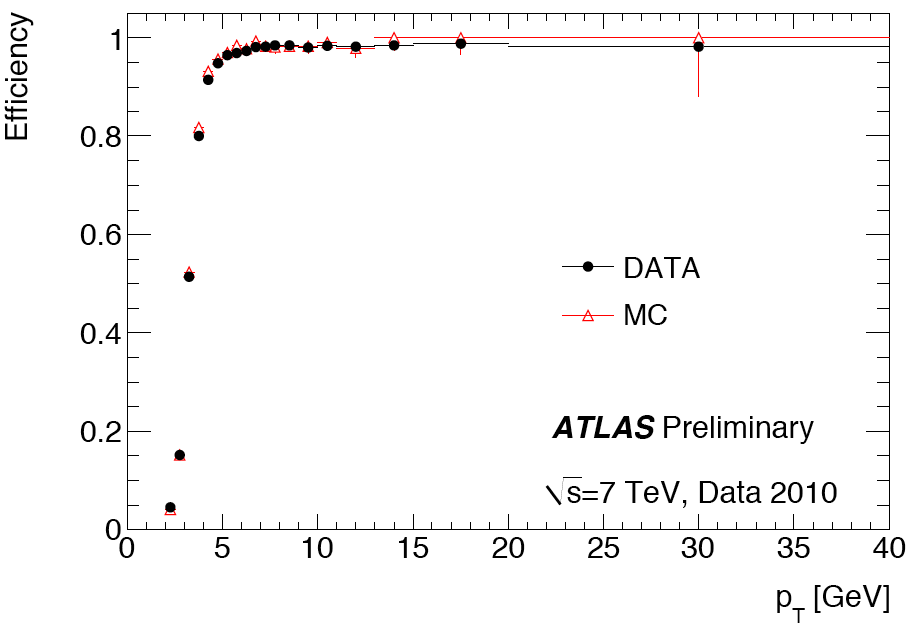 Efficiency
1
0.8
0.6
0.4
0.2
0
DATA
MC
ATLAS Preliminary
√s=7 TeV, Data 2010
0 5 10 15 20 25 30 35 40
pT [GeV]